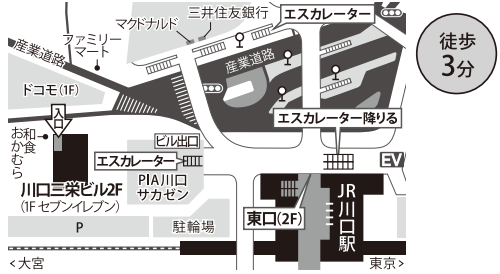 三井住友銀行
マクドナルド
エスカレーター
徒歩
3分
産業道路
ファミリー
マート
産業道路
ドコモ(1F)
入口
エスカレーター降りる
お和
か食
むら
ビル出口
エスカレーター
EV
川口三栄ビル2F
(1F セブンイレブン)
PIA川口
サカゼン
東口(2F)
JR
川口駅
P
駐輪場
<大宮
東京>